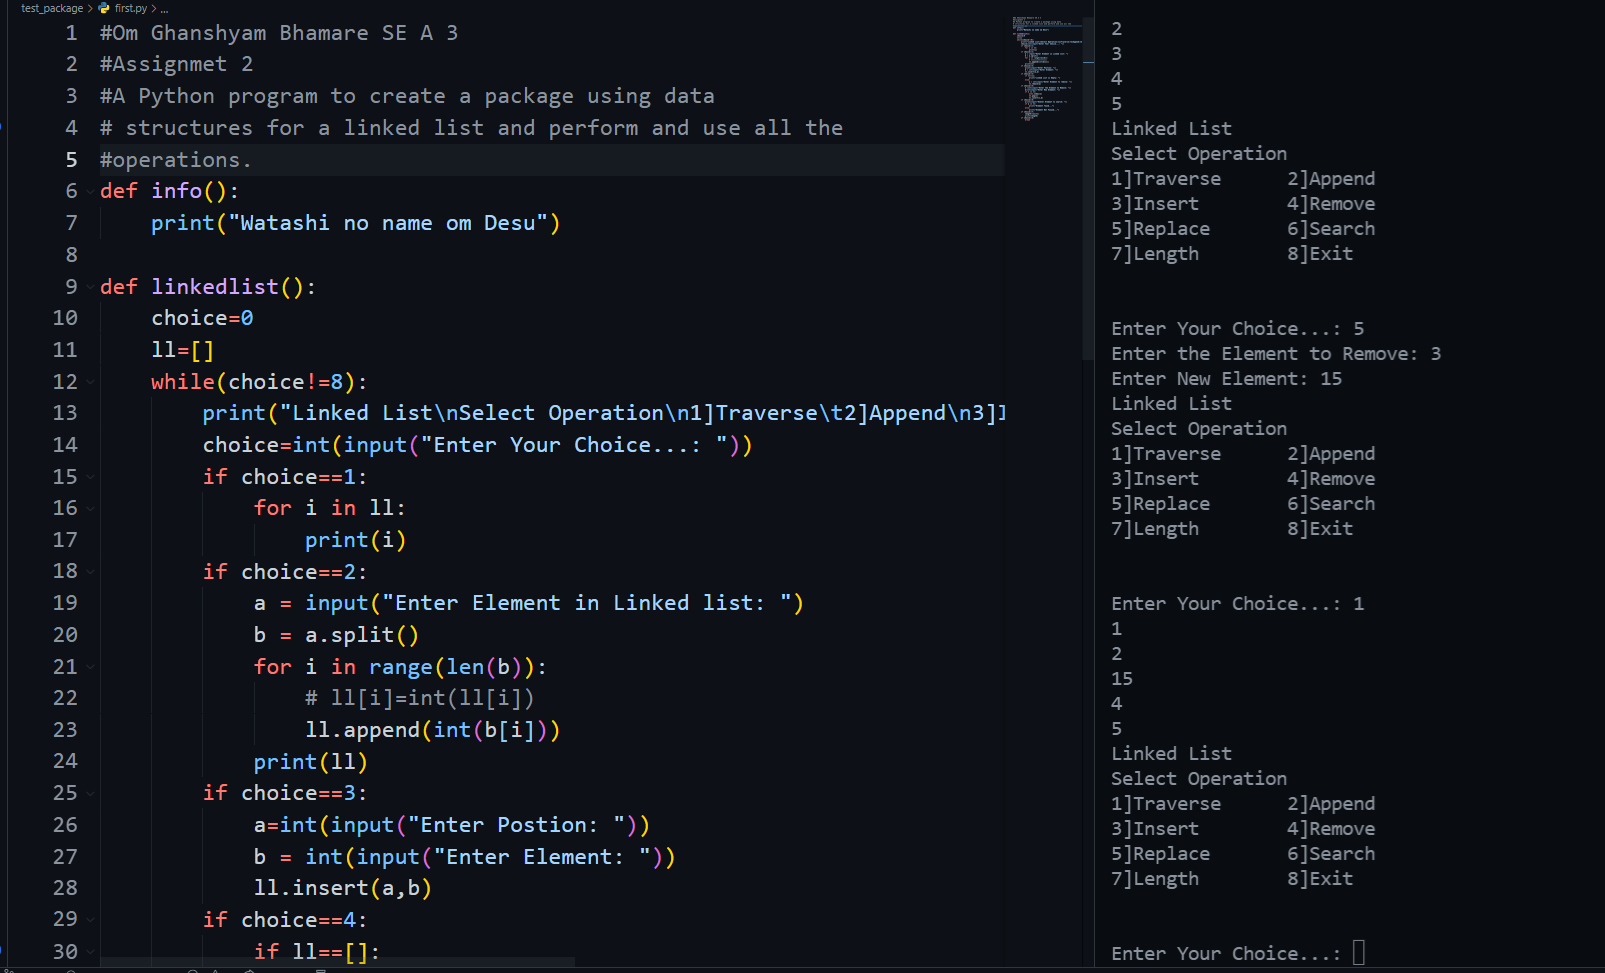 test_package > first.py > ...
1 #Om Ghanshyam Bhamare SE A 3
2 #Assignmet 2
3 #A Python program to create a package using data
4 # structures for a linked list and perform and use all the
5 #operations.
6 def info():
7 print("Watashi no name om Desu")
8
9 def linkedlist():
10 choice=0
11 ll=[]
12 while(choice!=8):
13 print("Linked List\nSelect Operation\n1]Traverse\t2]Append\n3]I
14 choice=int(input("Enter Your Choice...: "))
15 if choice==1:
16 for i in ll:
17 print(i)
18 if choice==2:
19 a = input("Enter Element in Linked list: ")
20 b = a.split()
21 for i in range(len(b)):
22 # ll[i]=int(ll[i])
23 ll.append(int(b[i]))
24 print(ll)
25 if choice==3:
26 a=int(input("Enter Postion: "))
27 b = int(input("Enter Element: "))
28 ll.insert(a,b)
29 if choice==4:
30 if ll==[]:
2
3
4
5
Linked List
Select Operation
1]Traverse 2]Append
3]Insert 4]Remove
5]Replace 6]Search
7]Length 8]Exit
Enter Your Choice...: 5
Enter the Element to Remove: 3
Enter New Element: 15
Linked List
Select Operation
1]Traverse 2]Append
3]Insert 4]Remove
5]Replace 6]Search
7]Length 8]Exit
Enter Your Choice...: 1
1
2
15
4
5
Linked List
Select Operation
1]Traverse 2]Append
3]Insert 4]Remove
5]Replace 6]Search
7]Length 8]Exit
Enter Your Choice...: